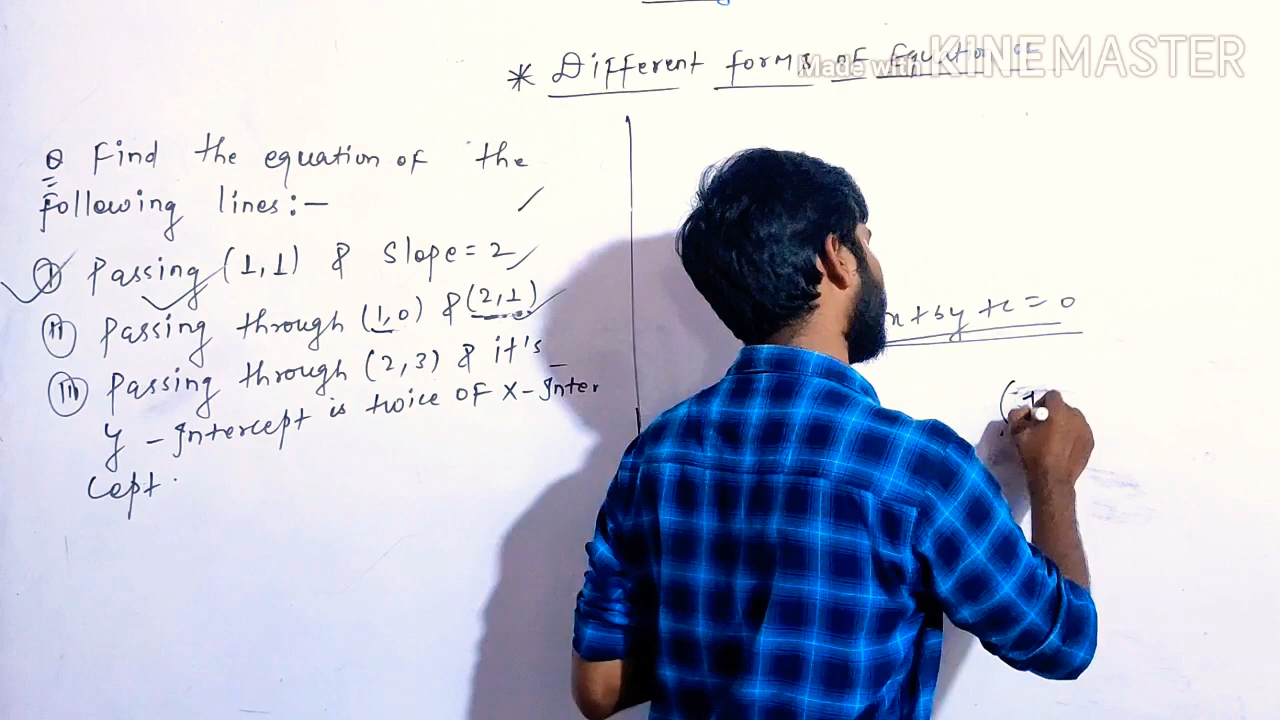 * Different forms of Equation of
Made with KINEMASTER
Q Find the equation of the
following lines:-
I Passing (1,1) & Slope = 2
II Passing through (1,0) & (2,1)
III Passing through (2,3) & it's
y - Intercept is twice of x - Inter
cept.
x + by + c = 0